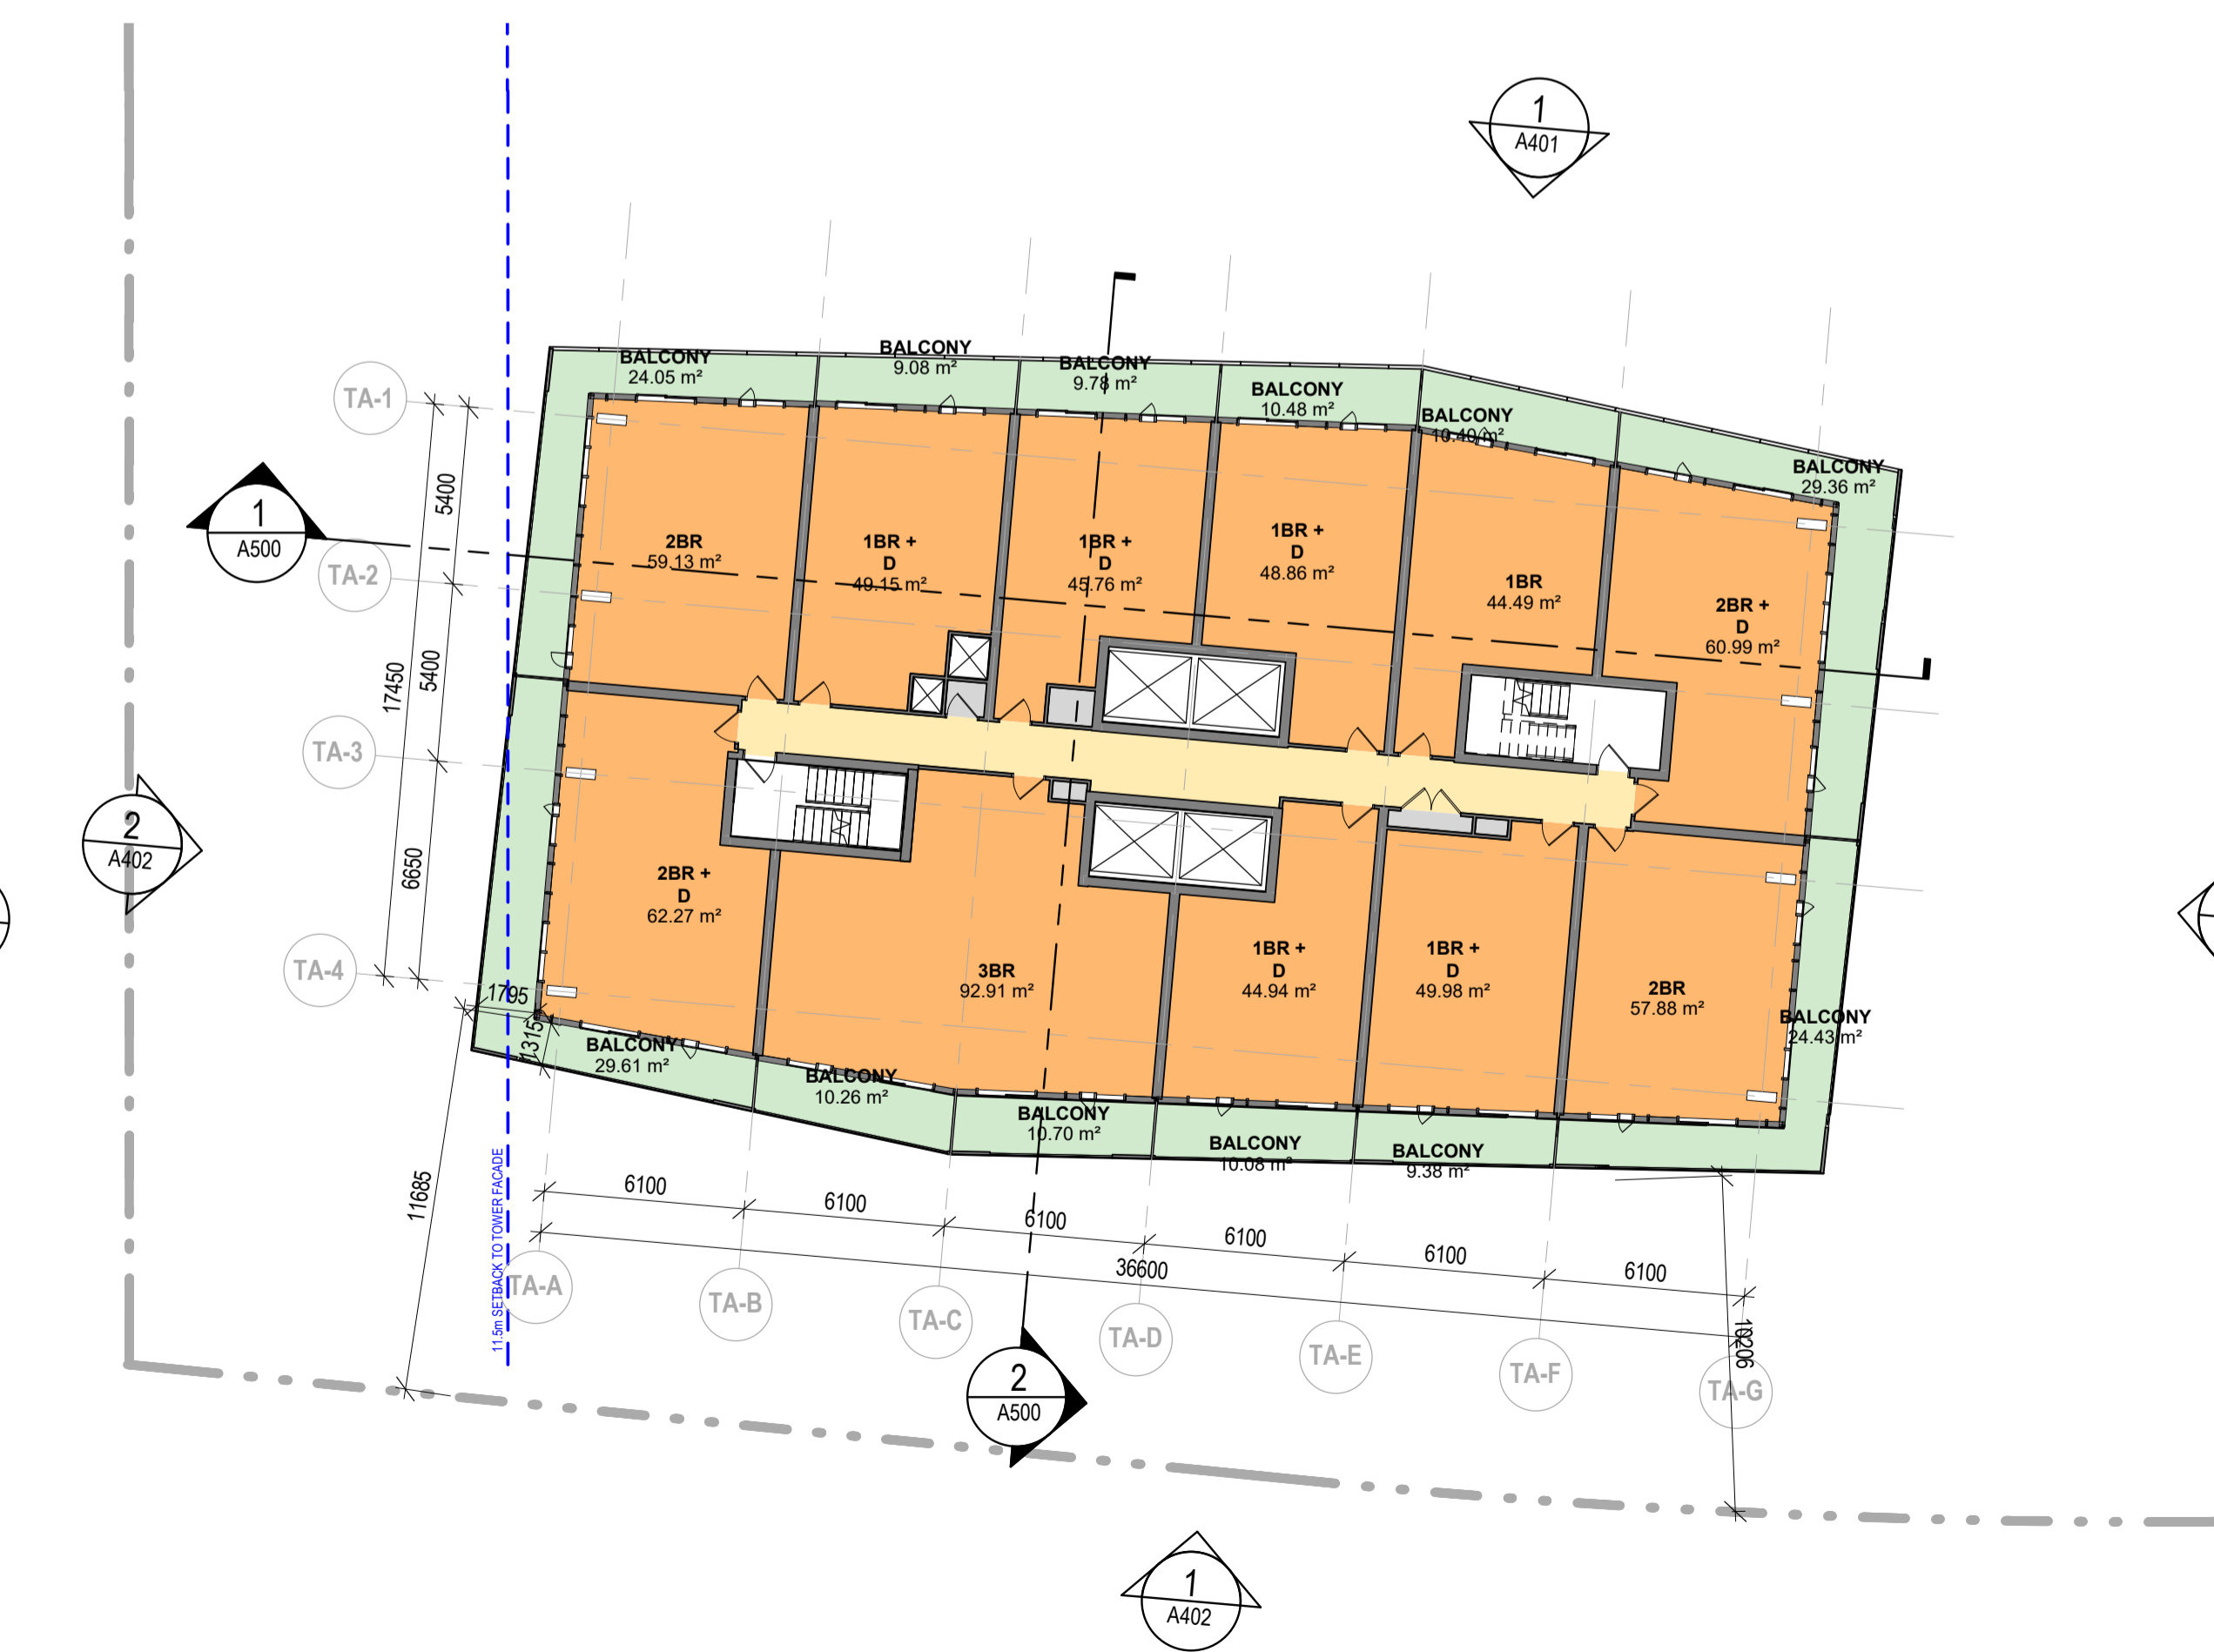 1
A401
BALCONY
24.05 m²
BALCONY
9.08 m²
BALCONY
9.78 m²
BALCONY
10.48 m²
BALCONY
10.40 m²
BALCONY
29.36 m²
TA-1
TA-2
TA-3
TA-4
5400
5400
6650
17450
1
A500
2
A402
2BR
59.13 m²
1BR +
D
49.15 m²
1BR +
D
45.76 m²
1BR +
D
48.86 m²
1BR
44.49 m²
2BR +
D
60.99 m²
2BR +
D
62.27 m²
3BR
92.91 m²
1BR +
D
44.94 m²
1BR +
D
49.98 m²
2BR
57.88 m²
1795
1315
BALCONY
29.61 m²
BALCONY
10.26 m²
BALCONY
10.70 m²
BALCONY
10.08 m²
BALCONY
9.38 m²
BALCONY
24.43 m²
11685
11.5m SETBACK TO TOWER FACADE
6100
6100
6100
6100
6100
6100
36600
10206
TA-A
TA-B
TA-C
TA-D
TA-E
TA-F
TA-G
2
A500
1
A402